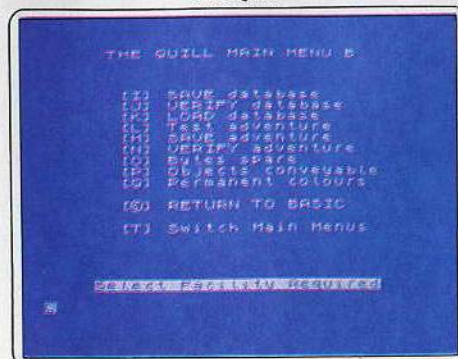 THE QUILL MAIN MENU B
[I] SAVE database
[J] VERIFY database
[K] LOAD database
[L] Test adventure
[M] SAVE adventure
[N] VERIFY adventure
[O] Bytes spare
[P] Objects conveyable
[Q] Permanent colours
RETURN TO BASIC
[T] Switch Main Menus
Select Facility Required